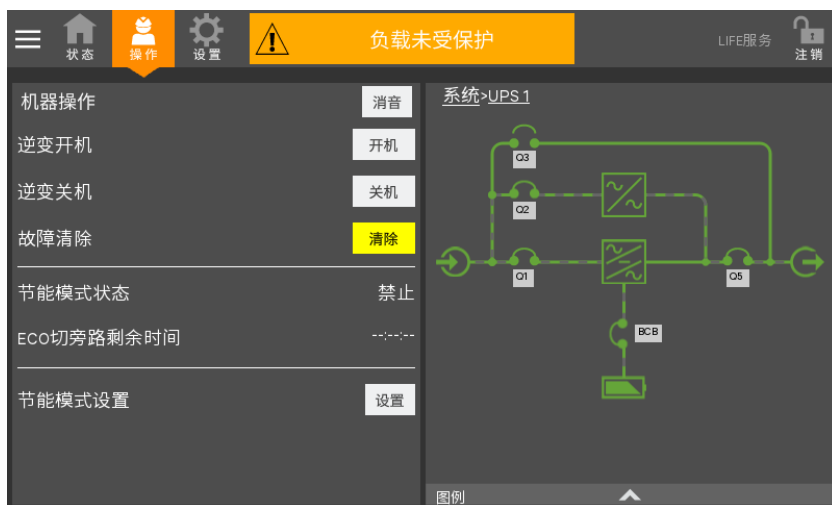 状态
操作
设置
负载未受保护
LIFE服务
注销
机器操作 消音
逆变开机 开机
逆变关机 关机
故障清除 清除
节能模式状态 禁止
ECO切旁路剩余时间 --:--:--
节能模式设置 设置
系统>UPS 1
Q3
Q2
Q1
Q5
BCB
图例